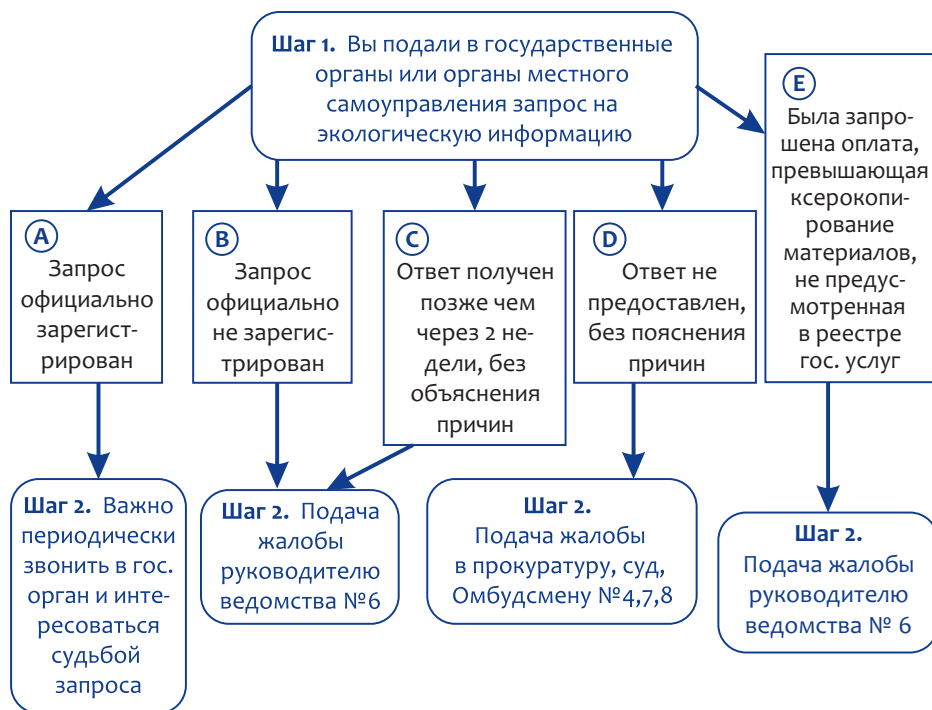 Шаг 1. Вы подали в государственные
органы или органы местного
самоуправления запрос на
экологическую информацию
A
Запрос
официально
зарегист-
рирован
B
Запрос
официально
не зарегис-
трирован
C
Ответ получен
позже чем
через 2 не-
дели, без
объяснения
причин
D
Ответ не
предоставлен,
без пояснения
причин
E
Была запро-
шена оплата,
превышающая
ксерокопи-
рование
материалов,
не предус-
мотренная
в реестре
гос. услуг
Шаг 2. Важно
периодически
звонить в гос.
орган и инте-
ресоваться
судьбой
запроса
Шаг 2. Подача
жалобы
руководителю
ведомства №6
Шаг 2.
Подача жалобы
в прокуратуру, суд,
Омбудсмену №4,7,8
Шаг 2.
Подача жалобы
руководителю
ведомства № 6